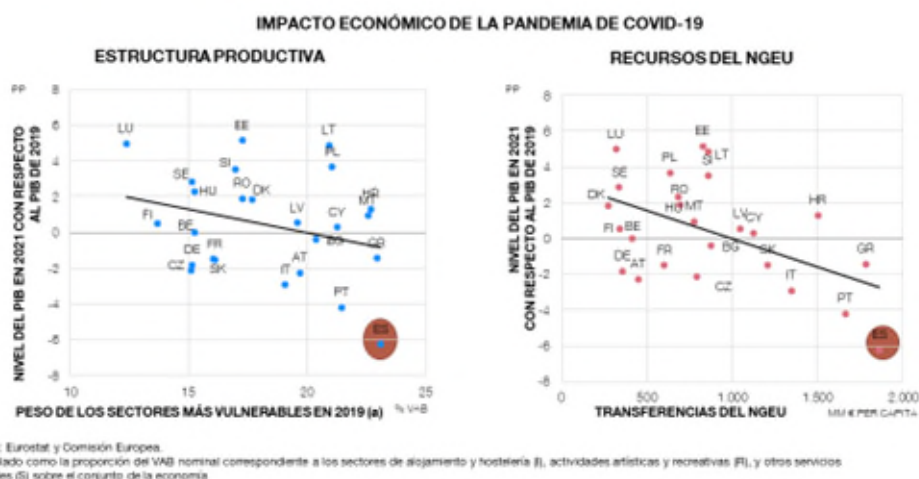 IMPACTO ECONÓMICO DE LA PANDEMIA DE COVID-19
ESTRUCTURA PRODUCTIVA
PP
NIVEL DEL PIB EN 2021 CON RESPECTO
AL PIB DE 2019
8
6
4
2
0
-2
-4
-6
-8
LU
EE
LT
PL
SI
SE
HU
RO
DK
HR
MT
FI
BE
LV
CY
BG
GR
DE
CZ
FR
SK
AT
IT
PT
ES
10
15
20
25
% VAB
PESO DE LOS SECTORES MÁS VULNERABLES EN 2019 (a)
RECURSOS DEL NGEU
PP
NIVEL DEL PIB EN 2021
CON RESPECTO AL PIB DE 2019
8
6
4
2
0
-2
-4
-6
-8
LU
EE
LT
SI
PL
SE
DK
RO
HU
MT
HR
FI
BE
LV
CY
DE
AT
FR
BG
CZ
SK
GR
IT
PT
ES
0
500
1.000
1.500
2.000
TRANSFERENCIAS DEL NGEU
MM € PER CAPITA
: Eurostat y Comisión Europea.
lado como la proporción del VAB nominal correspondiente a los sectores de alojamiento y hostelería (I), actividades artísticas y recreativas (R), y otros servicios
es (S) sobre el conjunto de la economía